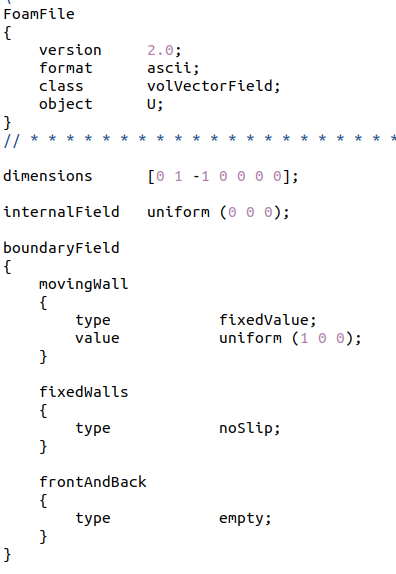 FoamFile
{
    version     2.0;
    format      ascii;
    class       volVectorField;
    object      U;
}
// * * * * * * * * * * * * * * * * * * * * *

dimensions      [0 1 -1 0 0 0 0];

internalField   uniform (0 0 0);

boundaryField
{
    movingWall
    {
        type            fixedValue;
        value           uniform (1 0 0);
    }

    fixedWalls
    {
        type            noSlip;
    }

    frontAndBack
    {
        type            empty;
    }
}